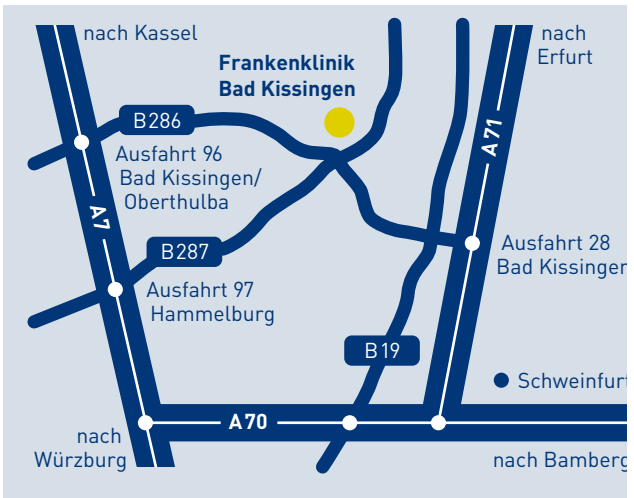 nach Kassel
nach
Erfurt
Frankenklinik
Bad Kissingen
B286
A71
Ausfahrt 96
Bad Kissingen/
Oberthulba
A7
B287
Ausfahrt 28
Bad Kissingen
Ausfahrt 97
Hammelburg
B19
Schweinfurt
A70
nach
Würzburg
nach Bamberg